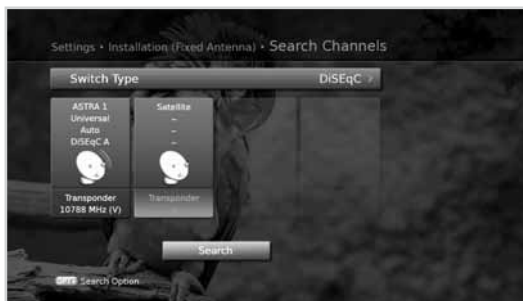 Settings • Installation (Fixed Antenna) • Search Channels
Switch Type DiSEqC >
ASTRA 1
Universal
Auto
DiSEqC A
Transponder
10788 MHz (V)
Satellite
~
~
~
Transponder
Search
Search Option